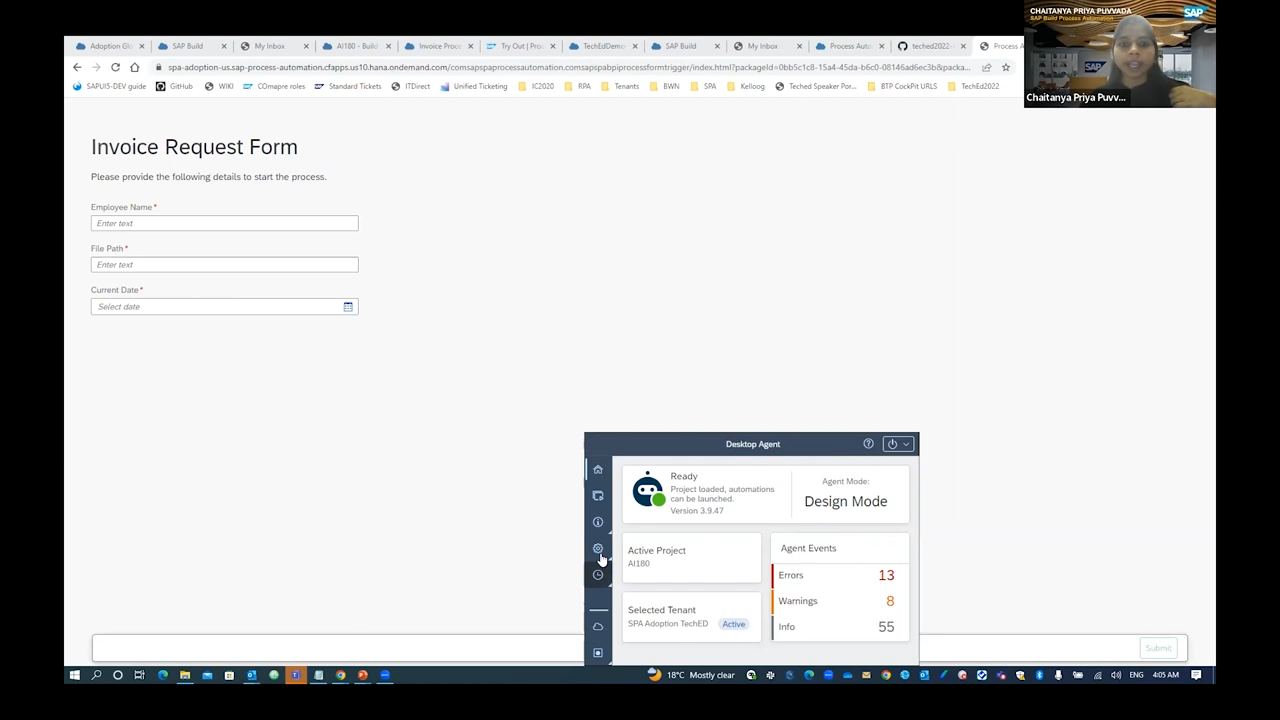 CHAITANYA PRIYA PUVVADA
SAP Build Process Automation
SAP
SAP
Chaitanya Priya Puvv...
Adoption Glo
SAP Build
My Inbox
AI180 - Build
Invoice Proc
Try Out | Proc
TechEdDemo
SAP Build
My Inbox
Process Auto
teched2022-
Process A
spa-adoption-us.sap-process-automation.cfapps.us10.hana.ondemand.com/comsapspaprocessautomation.comsapspabpiprocessformtrigger/index.html?packageId=0bb5c1c8-15a4-45da-b6c0-08146ad6ec3b&packa...
SAPUI5-DEV guide
GitHub
WIKI
COmapre roles
Standard Tickets
ITDirect
Unified Ticketing
IC2020
RPA
Tenants
BWN
SPA
Kelloog
Teched Speaker Por...
BTP CockPit URLS
TechEd2022
Invoice Request Form
Please provide the following details to start the process.
Employee Name*
Enter text
File Path*
Enter text
Current Date*
Select date
Desktop Agent
Ready
Project loaded, automations
can be launched.
Version 3.9.47
Agent Mode:
Design Mode
Active Project
AI180
Agent Events
Errors 13
Warnings 8
Info 55
Selected Tenant
SPA Adoption TechED Active
Submit
18°C Mostly clear
ENG
4:05 AM